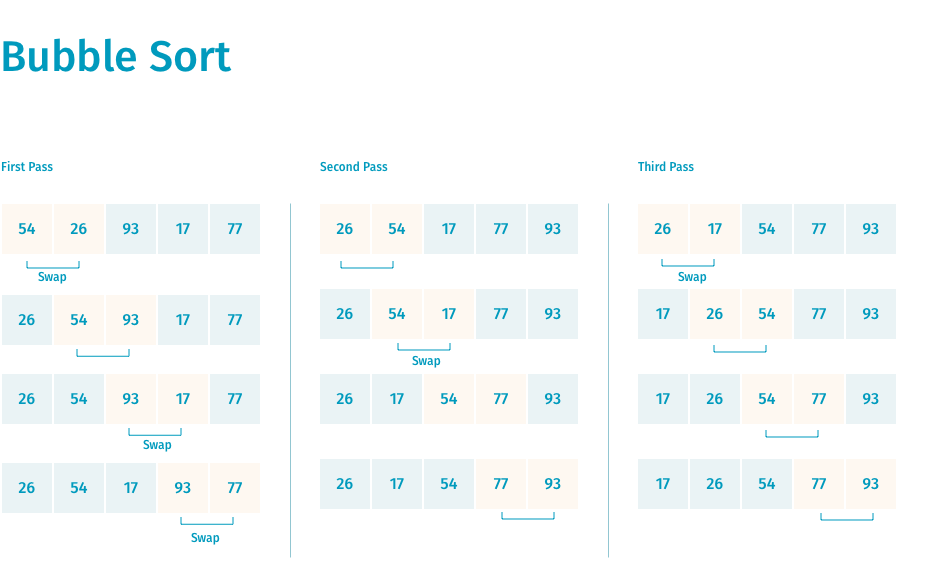 Bubble Sort
First Pass
54 26 93 17 77
Swap
26 54 93 17 77
26 54 93 17 77
Swap
26 54 17 93 77
Swap
Second Pass
26 54 17 77 93
26 54 17 77 93
Swap
26 17 54 77 93
26 17 54 77 93
Third Pass
26 17 54 77 93
Swap
17 26 54 77 93
17 26 54 77 93
17 26 54 77 93